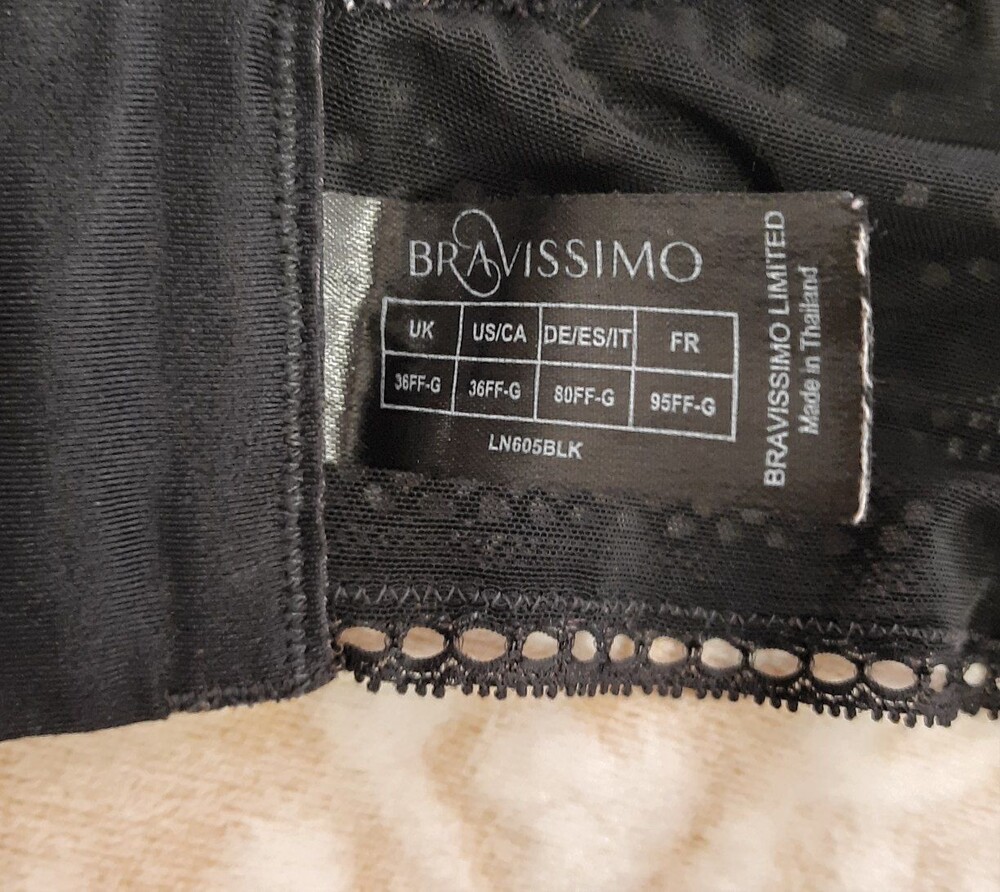 BRAVISSIMO
UK US/CA DE/ES/IT FR
36FF-G 36FF-G 80FF-G 95FF-G
LN605BLK
BRAVISSIMO LIMITED
Made in Thailand